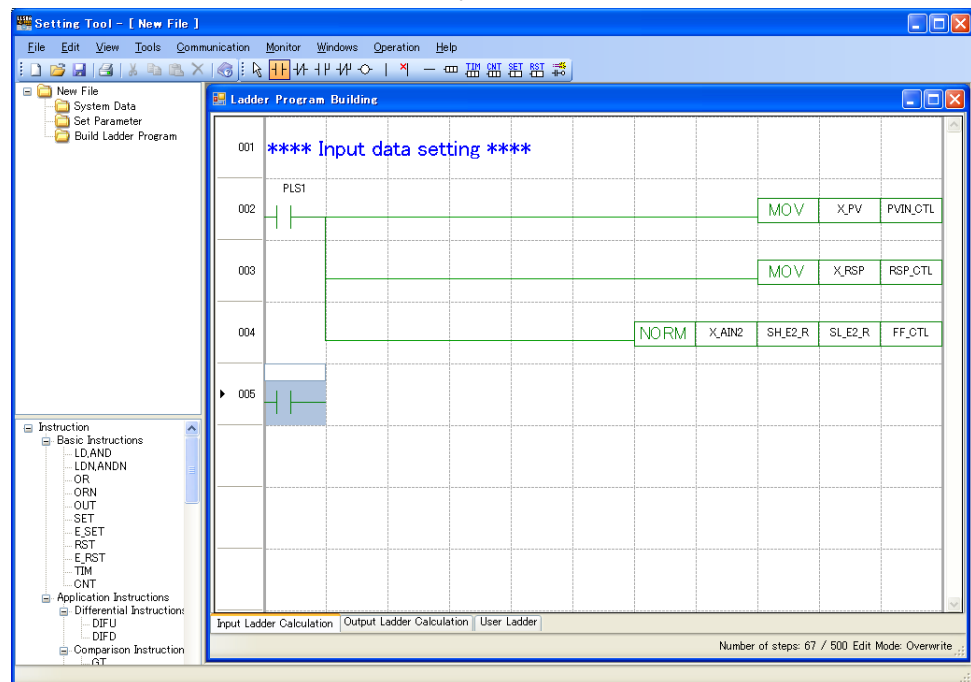 Setting Tool - [ New File ]
File Edit View Tools Communication Monitor Windows Operation Help
TIM CNT SET RST
New File
System Data
Set Parameter
Build Ladder Program
Ladder Program Building
001 **** Input data setting ****
PLS1
002 MOV X_PV PVIN_CTL
003 MOV X_RSP RSP_CTL
004 NORM X_AIN2 SH_E2_R SL_E2_R FF_CTL
005
Instruction
Basic Instructions
LD,AND
LDN,ANDN
OR
ORN
OUT
SET
E_SET
RST
E_RST
TIM
CNT
Application Instructions
Differential Instructions
DIFU
DIFD
Comparison Instruction
GT
Input Ladder Calculation Output Ladder Calculation User Ladder
Number of steps: 67 / 500 Edit Mode: Overwrite